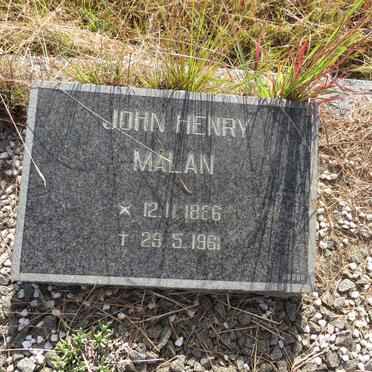 JOHN HENRY
MALAN
* 12.11.1886
† 29.5.1961